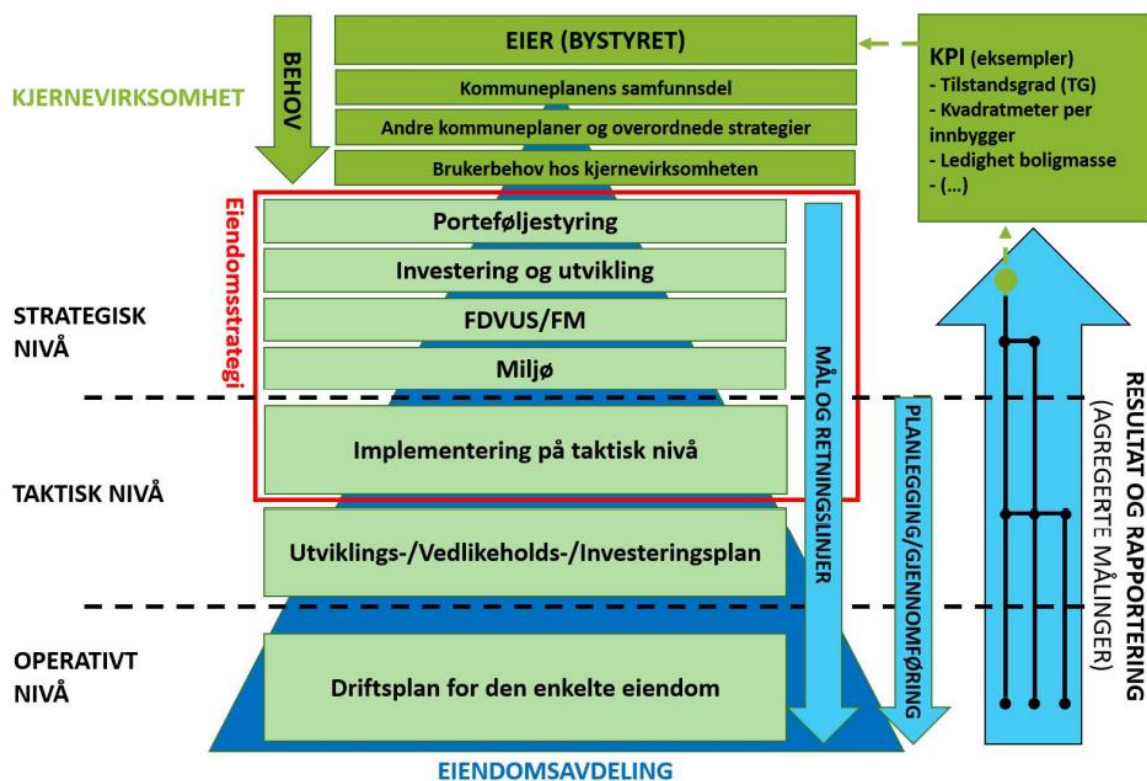 EIER (BYSTYRET)
BEHOV
KJERNEVIRKSOMHET
Kommuneplanens samfunnsdel
Andre kommuneplaner og overordnede strategier
Brukerbehov hos kjernevirksomheten
KPI (eksempler)
- Tilstandsgrad (TG)
- Kvadratmeter per
innbygger
- Ledighet boligmasse
- (...)
Eiendomsstrategi
Porteføljestyring
Investering og utvikling
STRATEGISK
NIVÅ
FDVUS/FM
Miljø
MÅL OG RETNINGSLINJER
PLANLEGGING/GJENNOMFØRING
RESULTAT OG RAPPORTERING
(AGREGERTE MÅLINGER)
Implementering på taktisk nivå
TAKTISK NIVÅ
Utviklings-/Vedlikeholds-/Investeringsplan
OPERATIVT
NIVÅ
Driftsplan for den enkelte eiendom
EIENDOMSAVDELING